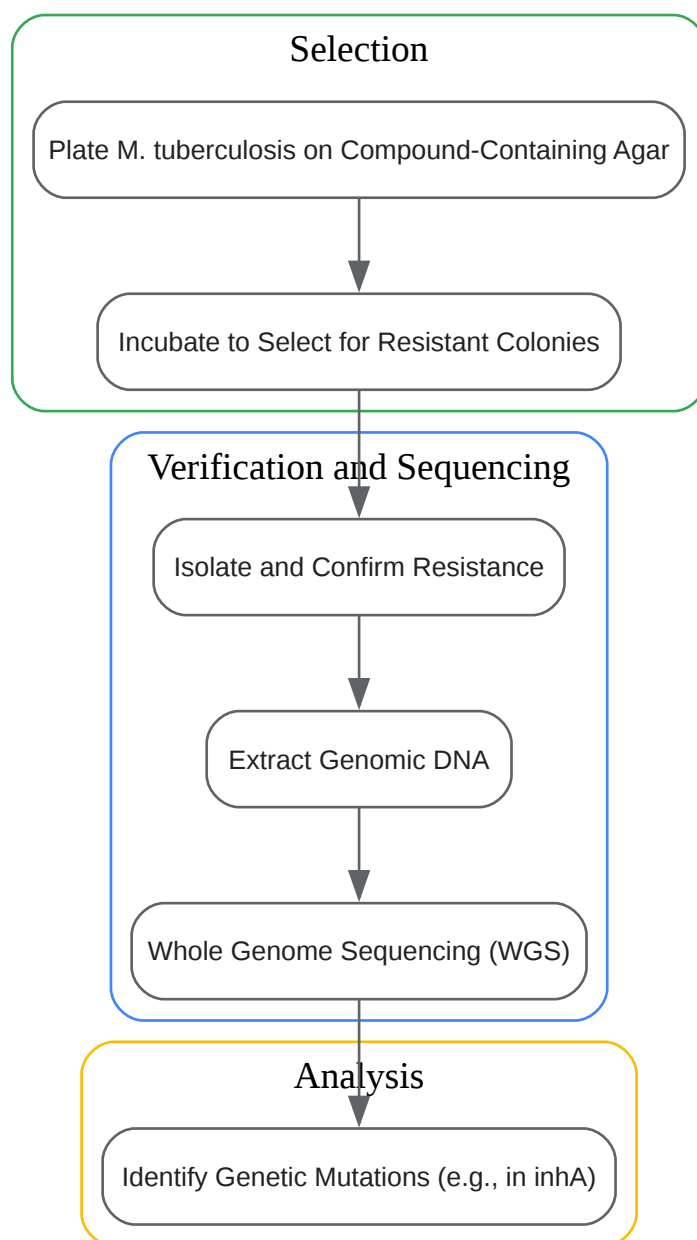 Selection
Plate M. tuberculosis on Compound-Containing Agar
Incubate to Select for Resistant Colonies
Verification and Sequencing
Isolate and Confirm Resistance
Extract Genomic DNA
Whole Genome Sequencing (WGS)
Analysis
Identify Genetic Mutations (e.g., in inhA)